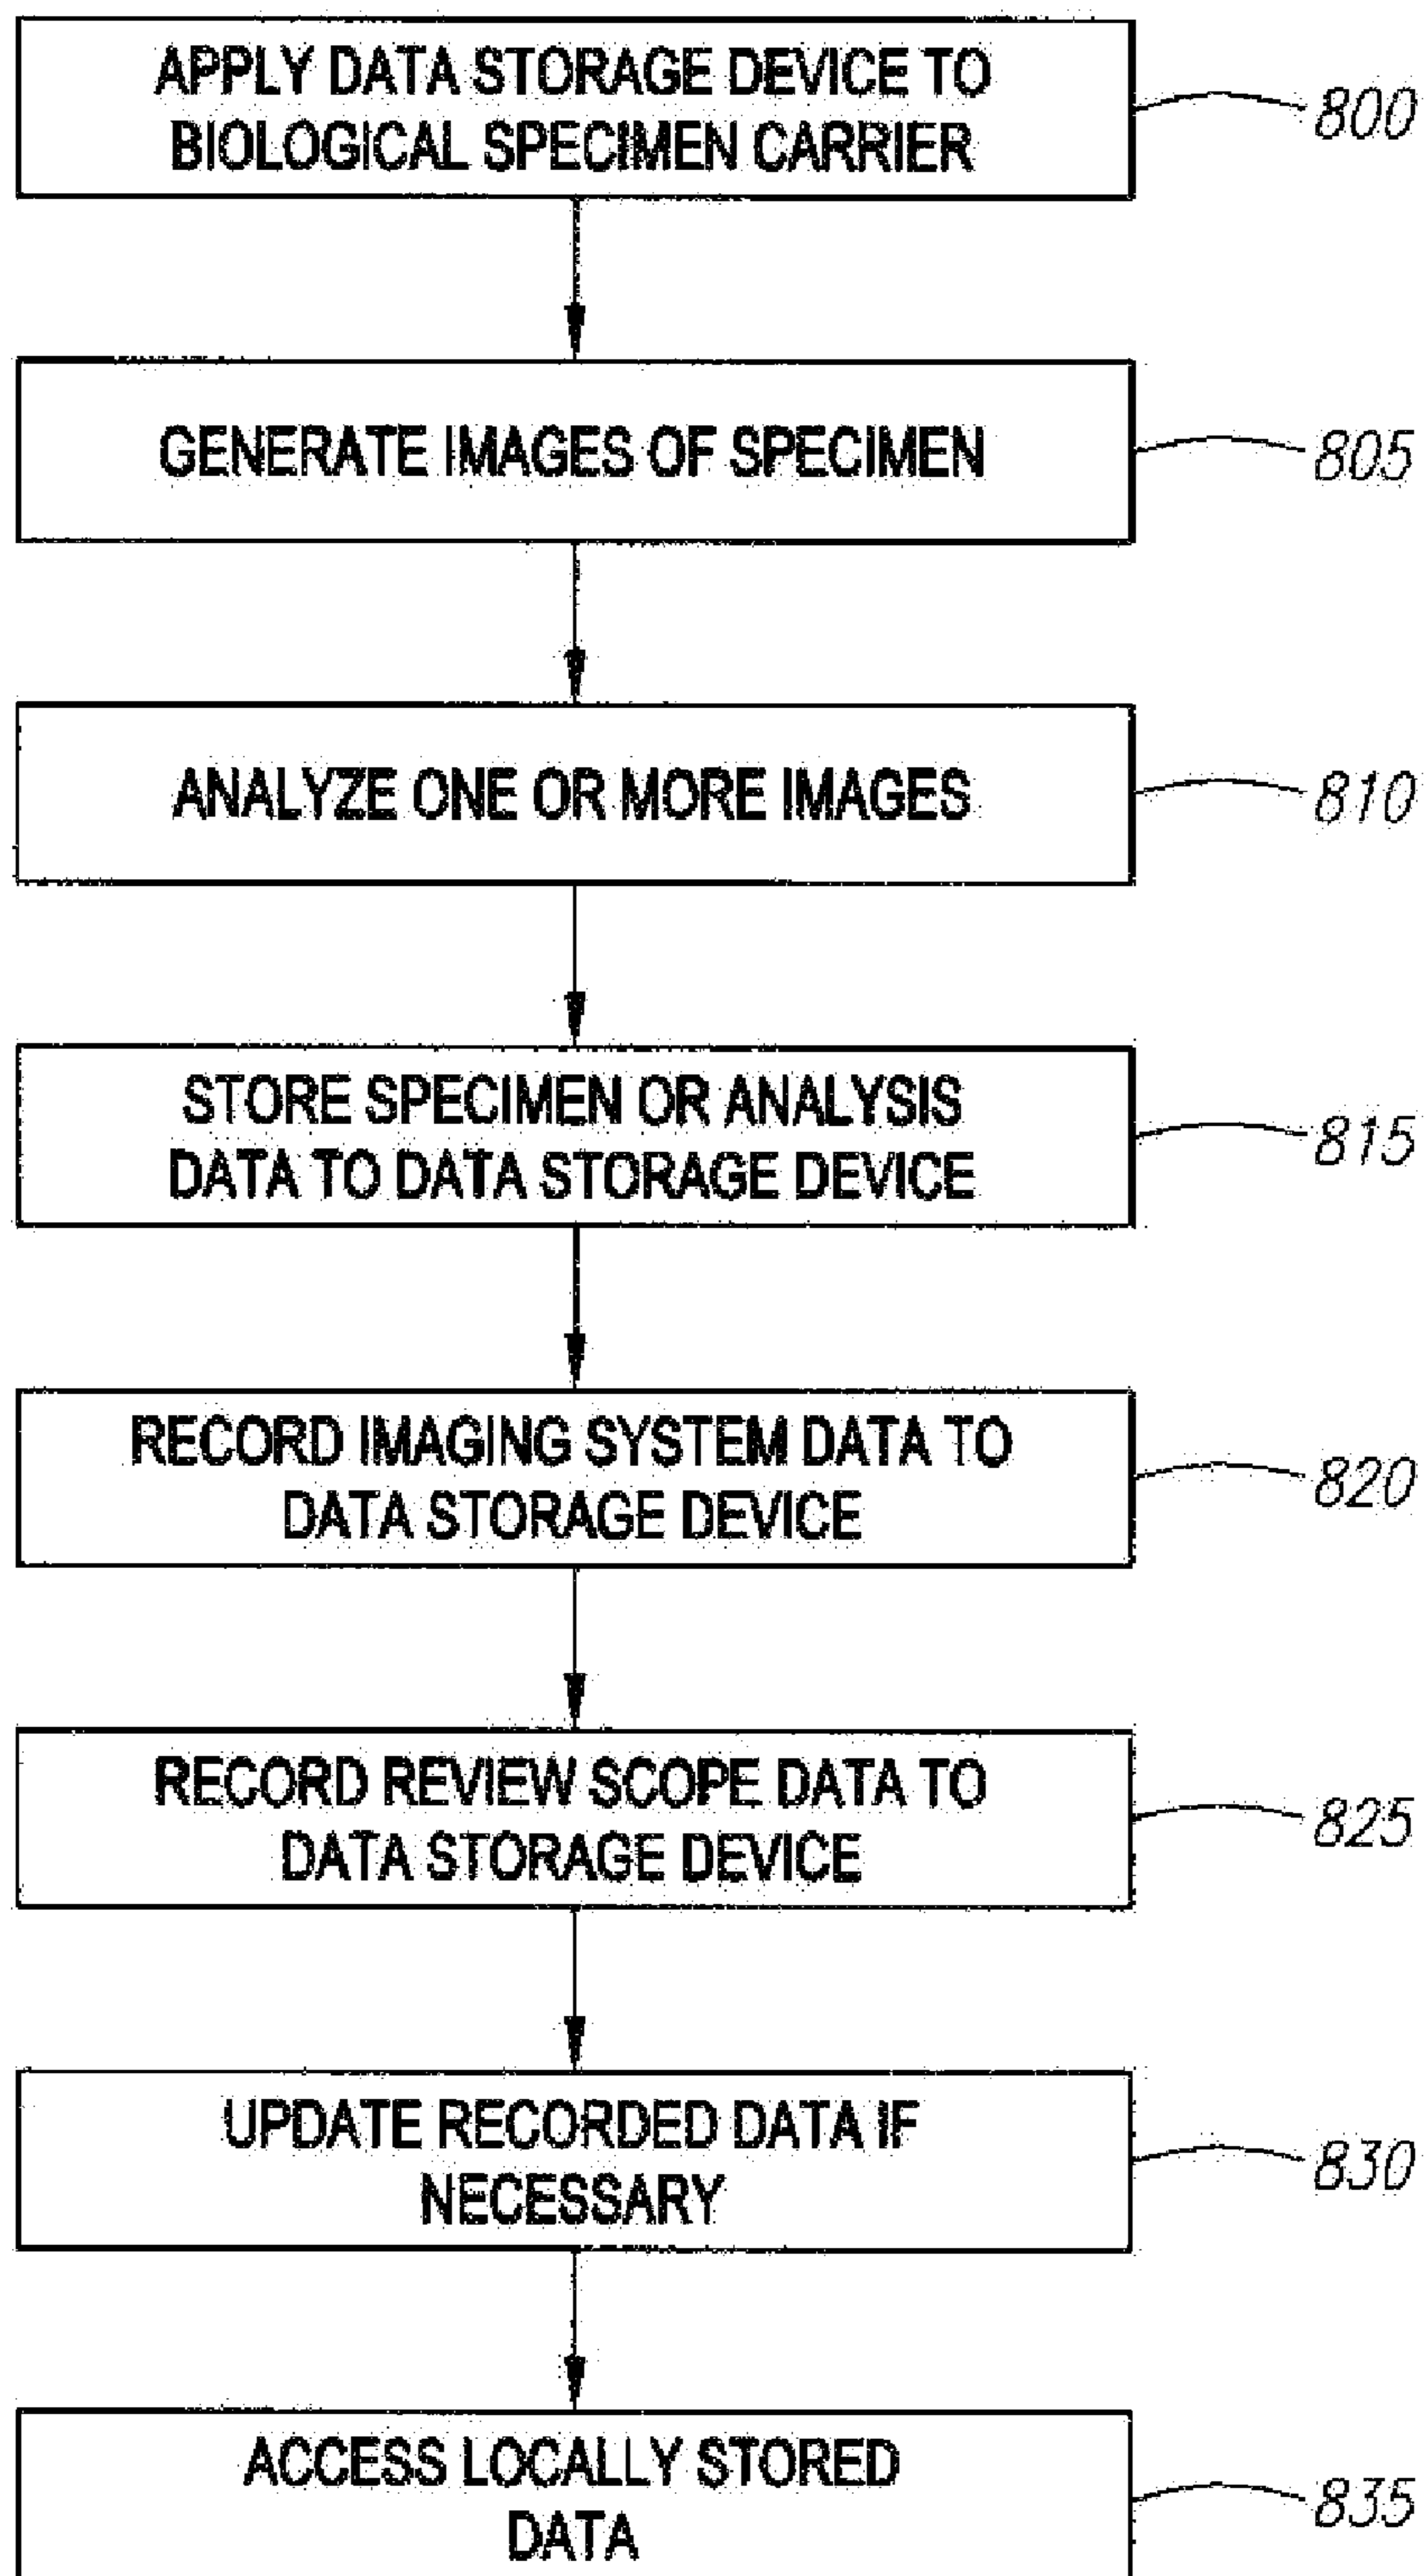 APPLY DATA STORAGE DEVICE TO
BIOLOGICAL SPECIMEN CARRIER
800
GENERATE IMAGES OF SPECIMEN
805
ANALYZE ONE OR MORE IMAGES
810
STORE SPECIMEN OR ANALYSIS
DATA TO DATA STORAGE DEVICE
815
RECORD IMAGING SYSTEM DATA TO
DATA STORAGE DEVICE
820
RECORD REVIEW SCOPE DATA TO
DATA STORAGE DEVICE
825
UPDATE RECORDED DATA IF
NECESSARY
830
ACCESS LOCALLY STORED
DATA
835